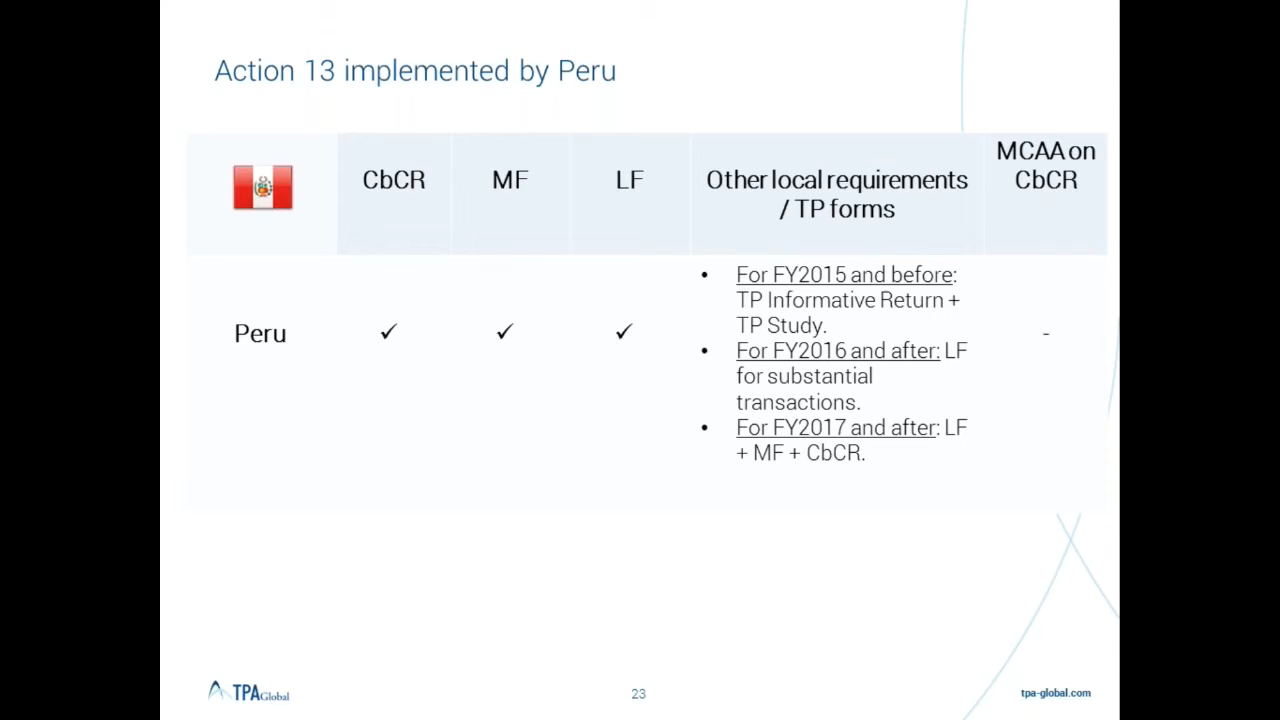 Action 13 implemented by Peru
CbCR
MF
LF
Other local requirements
/ TP forms
MCAA on
CbCR
Peru
✓
✓
✓
• For FY2015 and before:
TP Informative Return +
TP Study.
• For FY2016 and after: LF
for substantial
transactions.
• For FY2017 and after: LF
+ MF + CbCR.
-
TPA Global
23
tpa-global.com